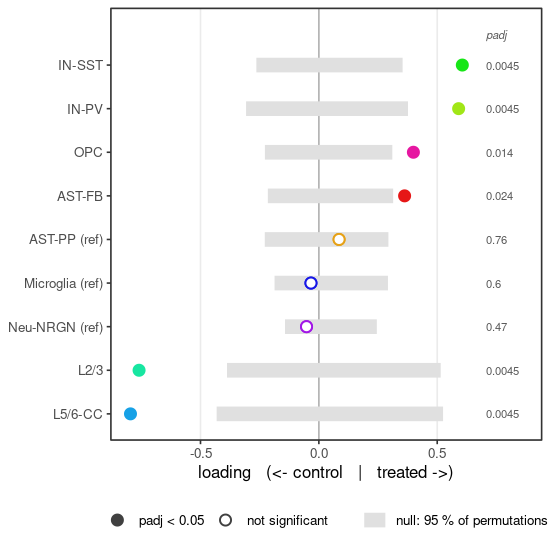 padj
IN-SST 0.0045
IN-PV 0.0045
OPC 0.014
AST-FB 0.024
AST-PP (ref) 0.76
Microglia (ref) 0.6
Neu-NRGN (ref) 0.47
L2/3 0.0045
L5/6-CC 0.0045
-0.5 0.0 0.5
loading (<- control | treated ->)
padj < 0.05 not significant null: 95 % of permutations